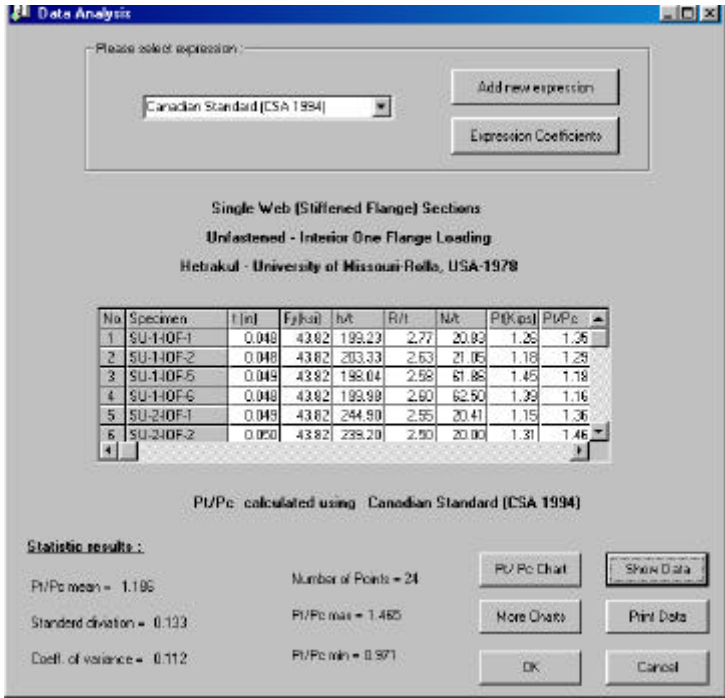 Data Analysis
Please select expression :
Canadian Standard (CSA 1994)
Add new expression
Expression Coefficients
Single Web (Stiffened Flange) Sections
Unfastened - Interior One Flange Loading
Hetrakul - University of Missouri-Rolla, USA-1978
No Specimen t (in) Fy(ksi) h/t R/t N/t Pt(Kips) Pt/Pc
1 SU-1-IOF-1 0.048 43.82 199.23 2.77 20.83 1.26 1.35
2 SU-1-IOF-2 0.048 43.82 203.33 2.63 21.05 1.18 1.29
3 SU-1-IOF-5 0.049 43.82 198.04 2.58 61.86 1.45 1.18
4 SU-1-IOF-6 0.048 43.82 199.98 2.60 62.50 1.39 1.16
5 SU-2-IOF-1 0.049 43.82 244.90 2.55 20.41 1.15 1.36
6 SU-2-IOF-2 0.050 43.82 239.20 2.50 20.00 1.31 1.46
Pt/Pc calculated using Canadian Standard (CSA 1994)
Statistic results :
Pt/Pc mean = 1.186
Standerd diviation = 0.133
Coeff. of variance = 0.112
Number of Points = 24
Pt/Pc max = 1.465
Pt/Pc min = 0.971
Pt/ Pc Chart
Show Data
More Charts
Print Data
OK
Cancel